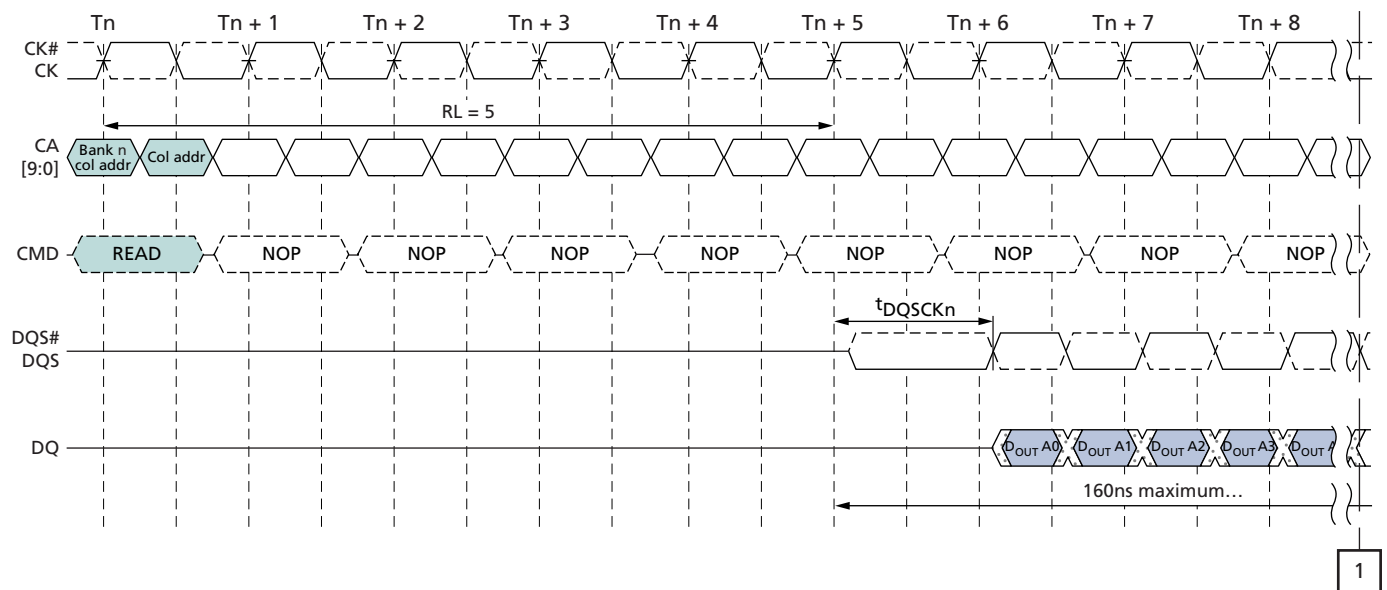 Tn Tn + 1 Tn + 2 Tn + 3 Tn + 4 Tn + 5 Tn + 6 Tn + 7 Tn + 8
CK#
CK
RL = 5
CA
[9:0]
Bank n
col addr
Col addr
CMD READ NOP NOP NOP NOP NOP NOP NOP NOP
tDQSCKn
DQS#
DQS
DQ DOUT A0 DOUT A1 DOUT A2 DOUT A3 DOUT A
160ns maximum…
1